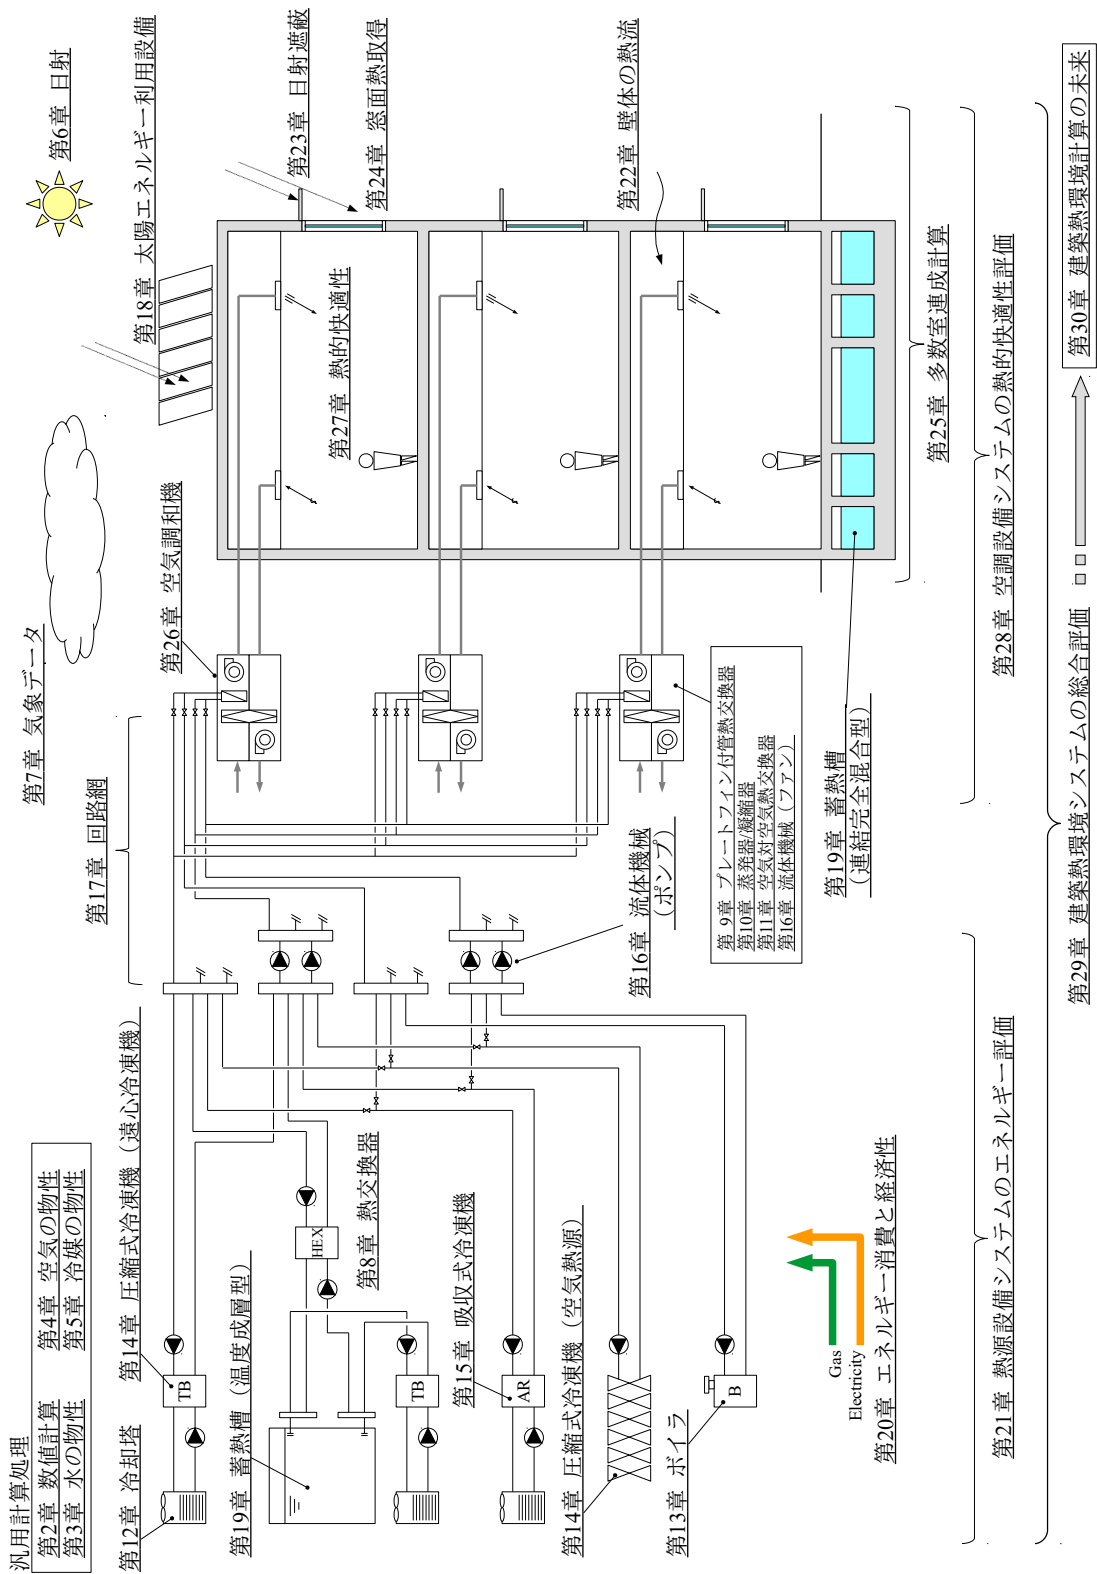 汎用計算処理
第2章 数値計算
第3章 水の物性
第4章 空気の物性
第5章 冷媒の物性
第12章 冷却塔
第14章 圧縮式冷凍機（遠心冷凍機）
第19章 蓄熱槽（温度成層型）
第8章 熱交換器
第15章 吸収式冷凍機
第14章 圧縮式冷凍機（空気熱源）
第13章 ボイラ
TB
HEX
TB
AR
B
Gas
Electricity
第20章 エネルギー消費と経済性
第21章 熱源設備システムのエネルギー評価
第7章 気象データ
第17章 回路網
第26章 空気調和機
第16章 流体機械
（ポンプ）
第 9章 プレートフィン付管熱交換器
第10章 蒸発器/凝縮器
第11章 空気対空気熱交換器
第16章 流体機械（ファン）
第19章 蓄熱槽
（連結完全混合型）
第6章 日射
第18章 太陽エネルギー利用設備
第23章 日射遮蔽
第24章 窓面熱取得
第27章 熱的快適性
第22章 壁体の熱流
第25章 多数室連成計算
第28章 空調設備システムの熱的快適性評価
第29章 建築熱環境システムの総合評価
第30章 建築熱環境計算の未来